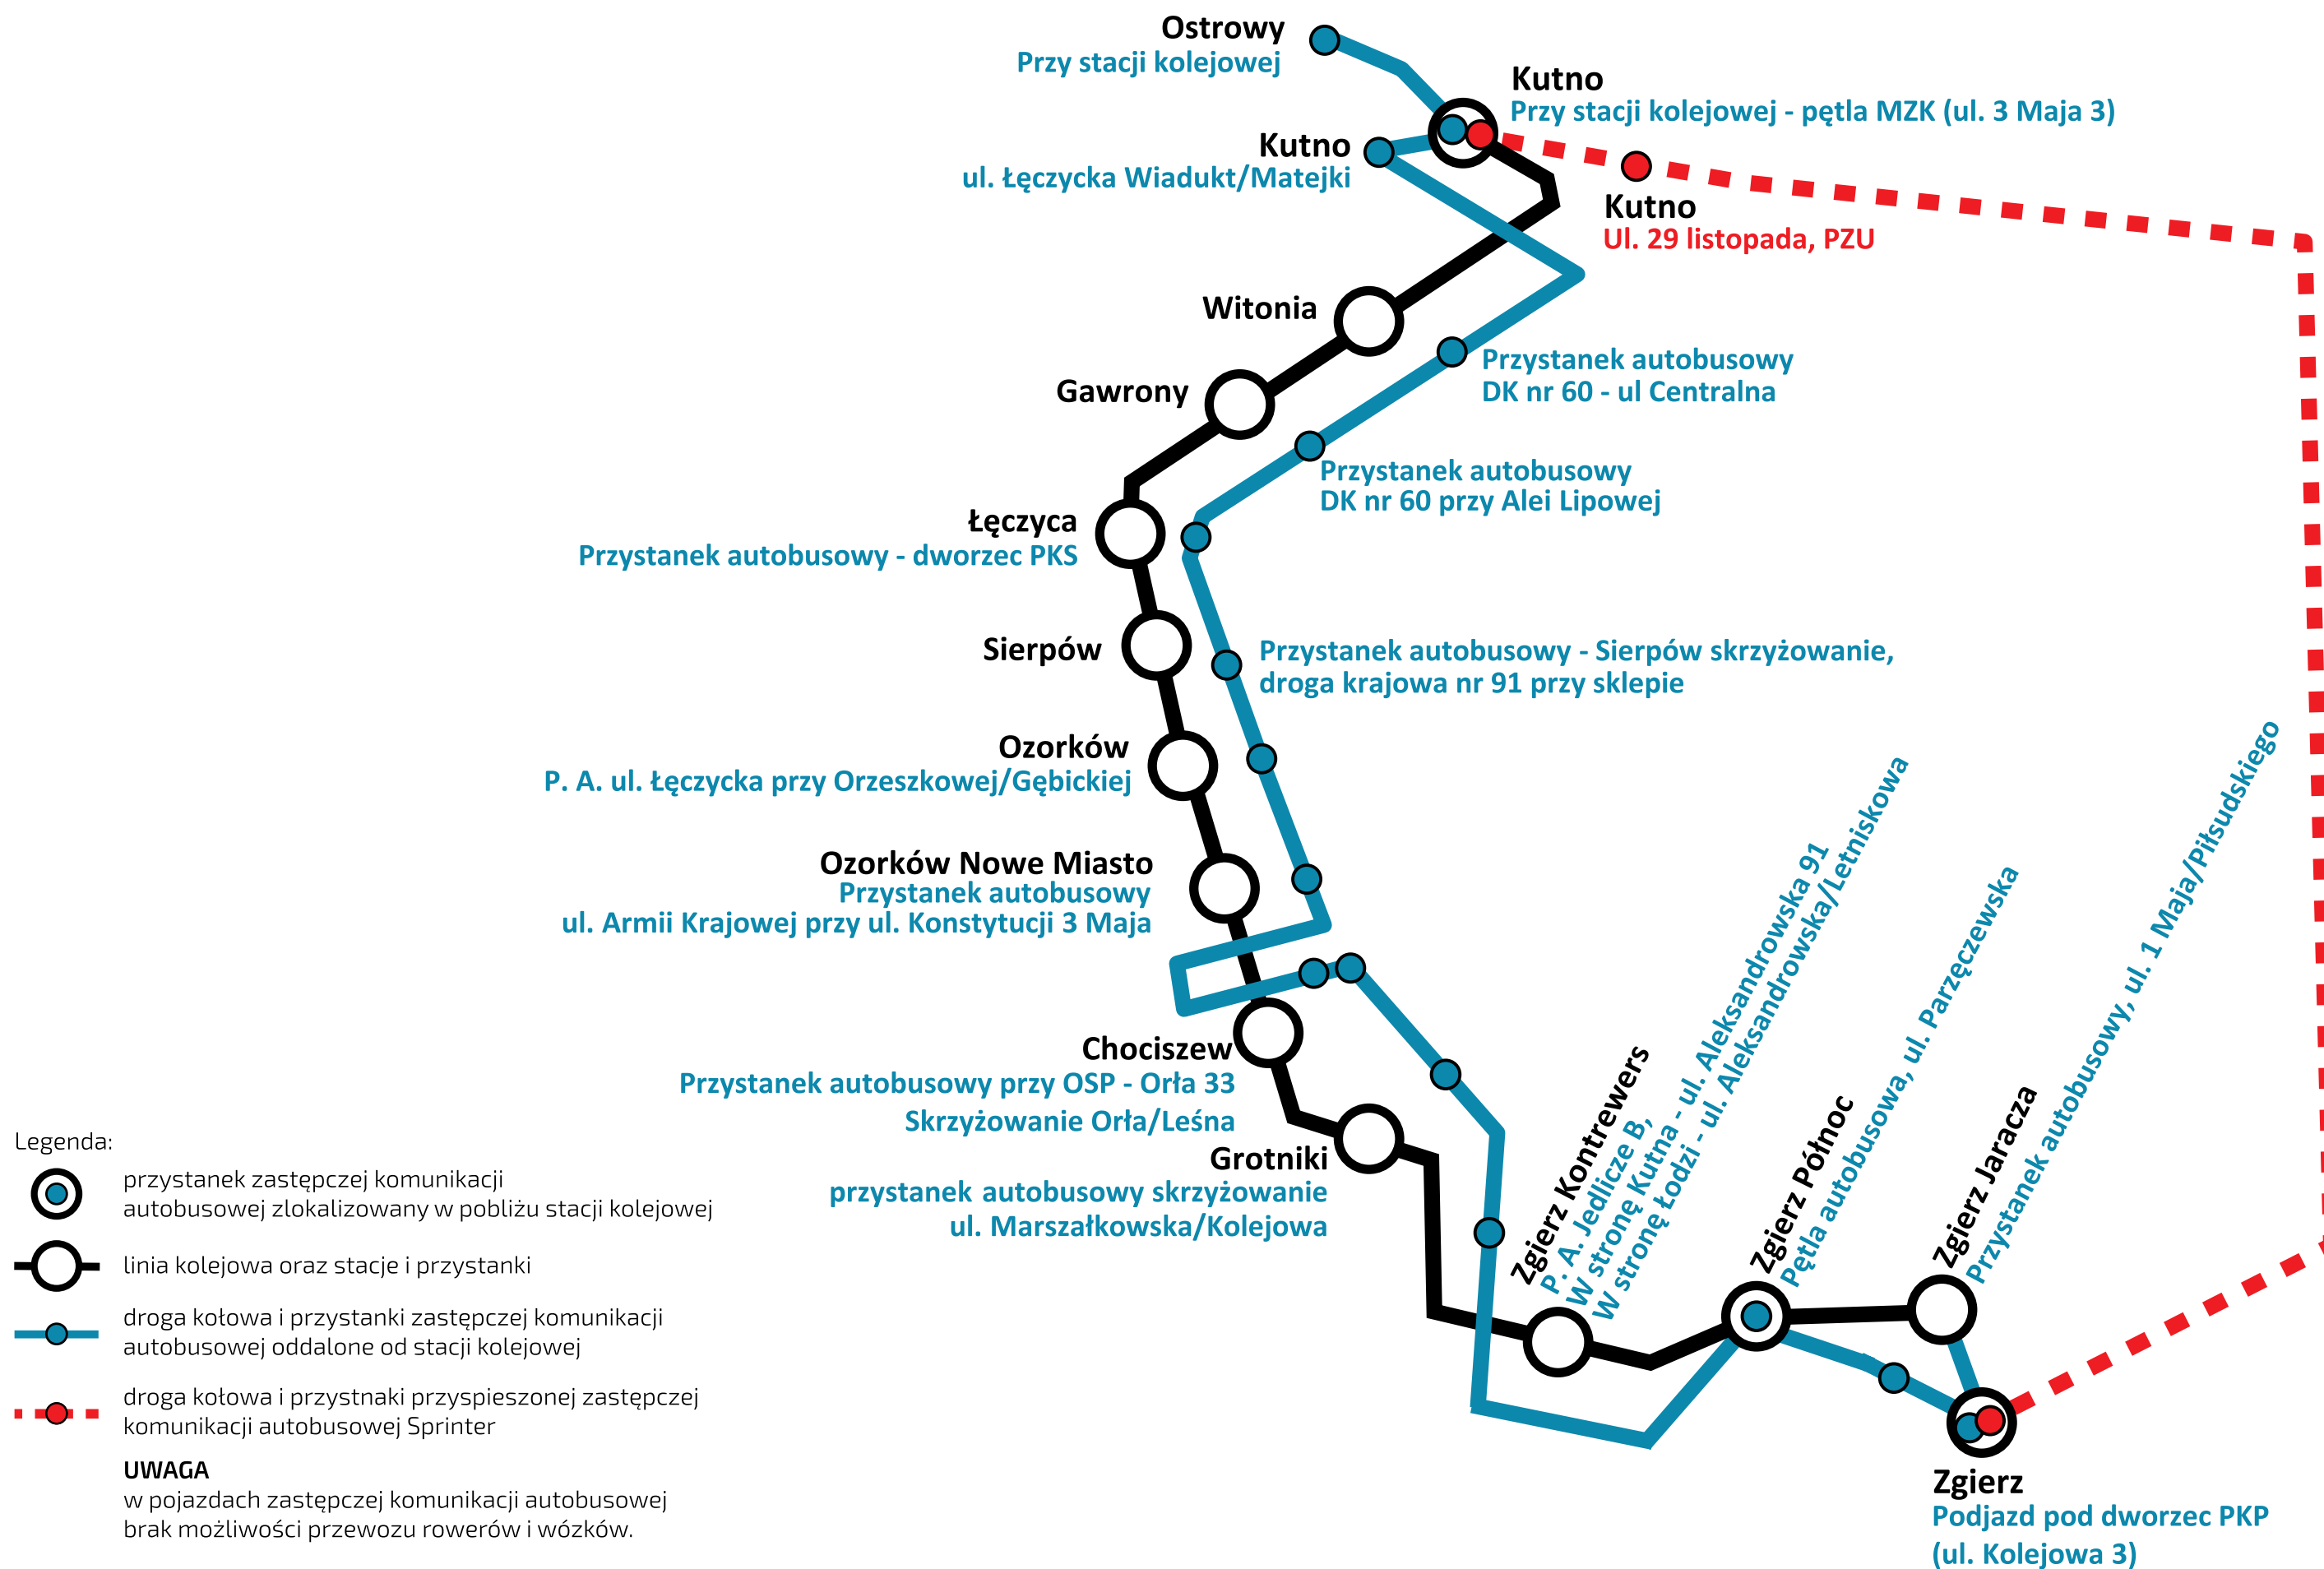 Ostrowy
Przy stacji kolejowej
Kutno
Przy stacji kolejowej - pętla MZK (ul. 3 Maja 3)
Kutno
ul. Łęczycka Wiadukt/Matejki
Kutno
Ul. 29 listopada, PZU
Witonia
Przystanek autobusowy
DK nr 60 - ul Centralna
Gawrony
Przystanek autobusowy
DK nr 60 przy Alei Lipowej
Łęczyca
Przystanek autobusowy - dworzec PKS
Sierpów
Przystanek autobusowy - Sierpów skrzyżowanie,
droga krajowa nr 91 przy sklepie
Ozorków
P. A. ul. Łęczycka przy Orzeszkowej/Gębickiej
Ozorków Nowe Miasto
Przystanek autobusowy
ul. Armii Krajowej przy ul. Konstytucji 3 Maja
Chociszew
Przystanek autobusowy przy OSP - Orła 33
Skrzyżowanie Orła/Leśna
Grotniki
przystanek autobusowy skrzyżowanie
ul. Marszałkowska/Kolejowa
Zgierz Kontrewers
P. A. Jedlicze B,
W stronę Kutna - ul. Aleksandrowska 91
W stronę Łodzi - ul. Aleksandrowska/Letniskowa
Zgierz Północ
Pętla autobusowa, ul. Parzęczewska
Zgierz Jaracza
Przystanek autobusowy, ul. 1 Maja/Piłsudskiego
Zgierz
Podjazd pod dworzec PKP
(ul. Kolejowa 3)
Legenda:
przystanek zastępczej komunikacji
autobusowej zlokalizowany w pobliżu stacji kolejowej
linia kolejowa oraz stacje i przystanki
droga kołowa i przystanki zastępczej komunikacji
autobusowej oddalone od stacji kolejowej
droga kołowa i przystnaki przyspieszonej zastępczej
komunikacji autobusowej Sprinter
UWAGA
w pojazdach zastępczej komunikacji autobusowej
brak możliwości przewozu rowerów i wózków.